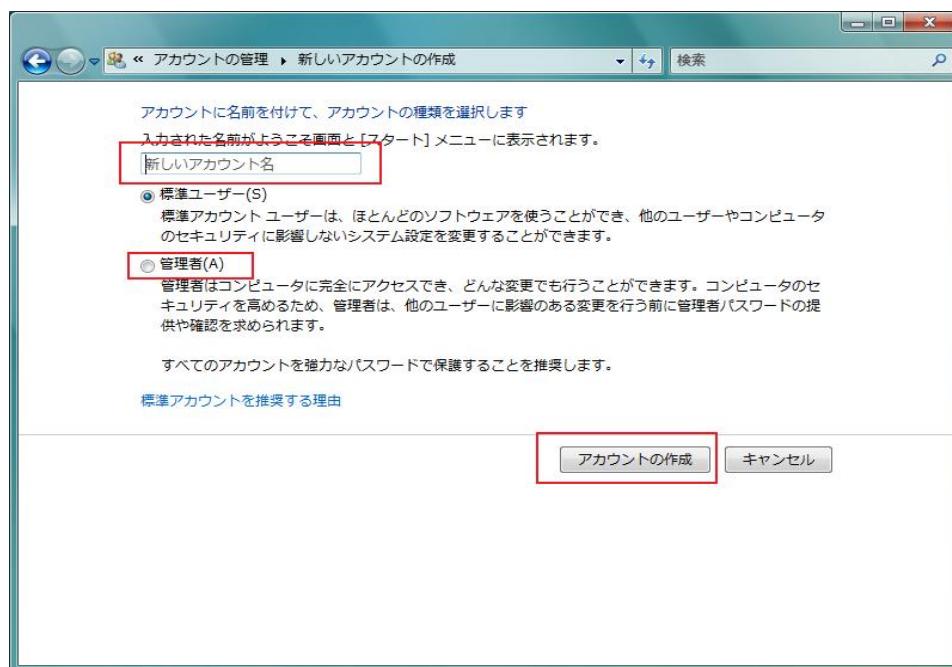 « アカウントの管理 ▸ 新しいアカウントの作成
検索
アカウントに名前を付けて、アカウントの種類を選択します
入力された名前がようこそ画面と [スタート] メニューに表示されます。
新しいアカウント名
標準ユーザー(S)
標準アカウント ユーザーは、ほとんどのソフトウェアを使うことができ、他のユーザーやコンピュータ
のセキュリティに影響しないシステム設定を変更することができます。
管理者(A)
管理者はコンピュータに完全にアクセスでき、どんな変更でも行うことができます。コンピュータのセ
キュリティを高めるため、管理者は、他のユーザーに影響のある変更を行う前に管理者パスワードの提
供や確認を求められます。
すべてのアカウントを強力なパスワードで保護することを推奨します。
標準アカウントを推奨する理由
アカウントの作成
キャンセル